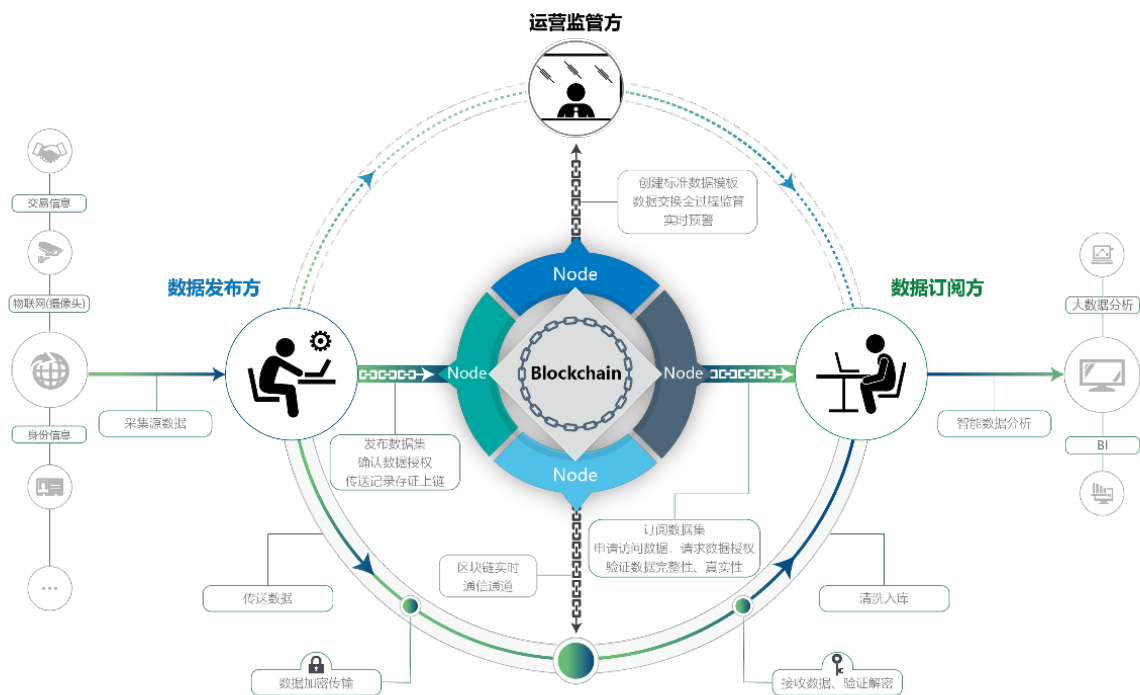 运营监管方
创建标准数据模板
数据交换全过程监管
实时预警
交易信息
物联网(摄像头)
身份信息
...
采集源数据
数据发布方
Node
Node
Blockchain
Node
Node
数据订阅方
大数据分析
BI
智能数据分析
发布数据集
确认数据授权
传送记录存证上链
订阅数据集
申请访问数据，请求数据授权
验证数据完整性、真实性
区块链实时
通信通道
传送数据
清洗入库
数据加密传输
接收数据、验证解密